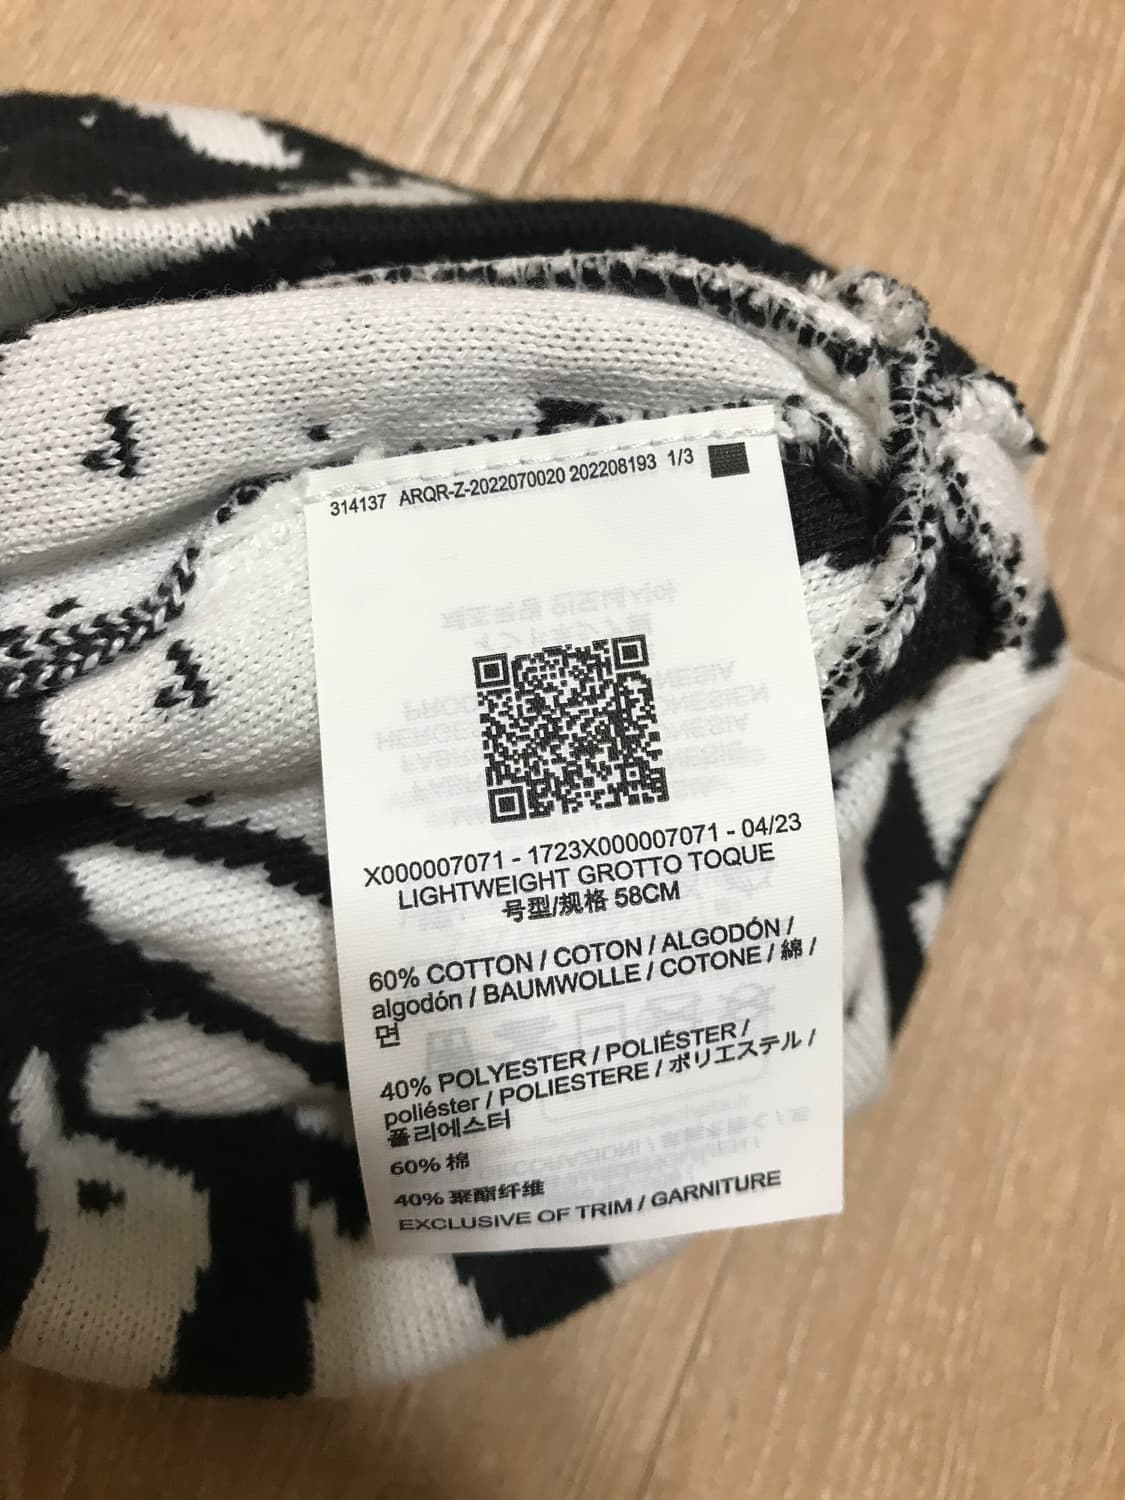 314137 ARQR-Z-2022070020 202208193 1/3
X000007071 - 1723X000007071 - 04/23
LIGHTWEIGHT GROTTO TOQUE
号型/规格 58CM
60% COTTON / COTON / ALGODÓN /
algodón / BAUMWOLLE / COTONE / 綿 /
면
40% POLYESTER / POLIÉSTER /
poliéster / POLIESTERE / ポリエステル /
폴리에스터
60% 棉
40% 聚酯纤维
EXCLUSIVE OF TRIM / GARNITURE